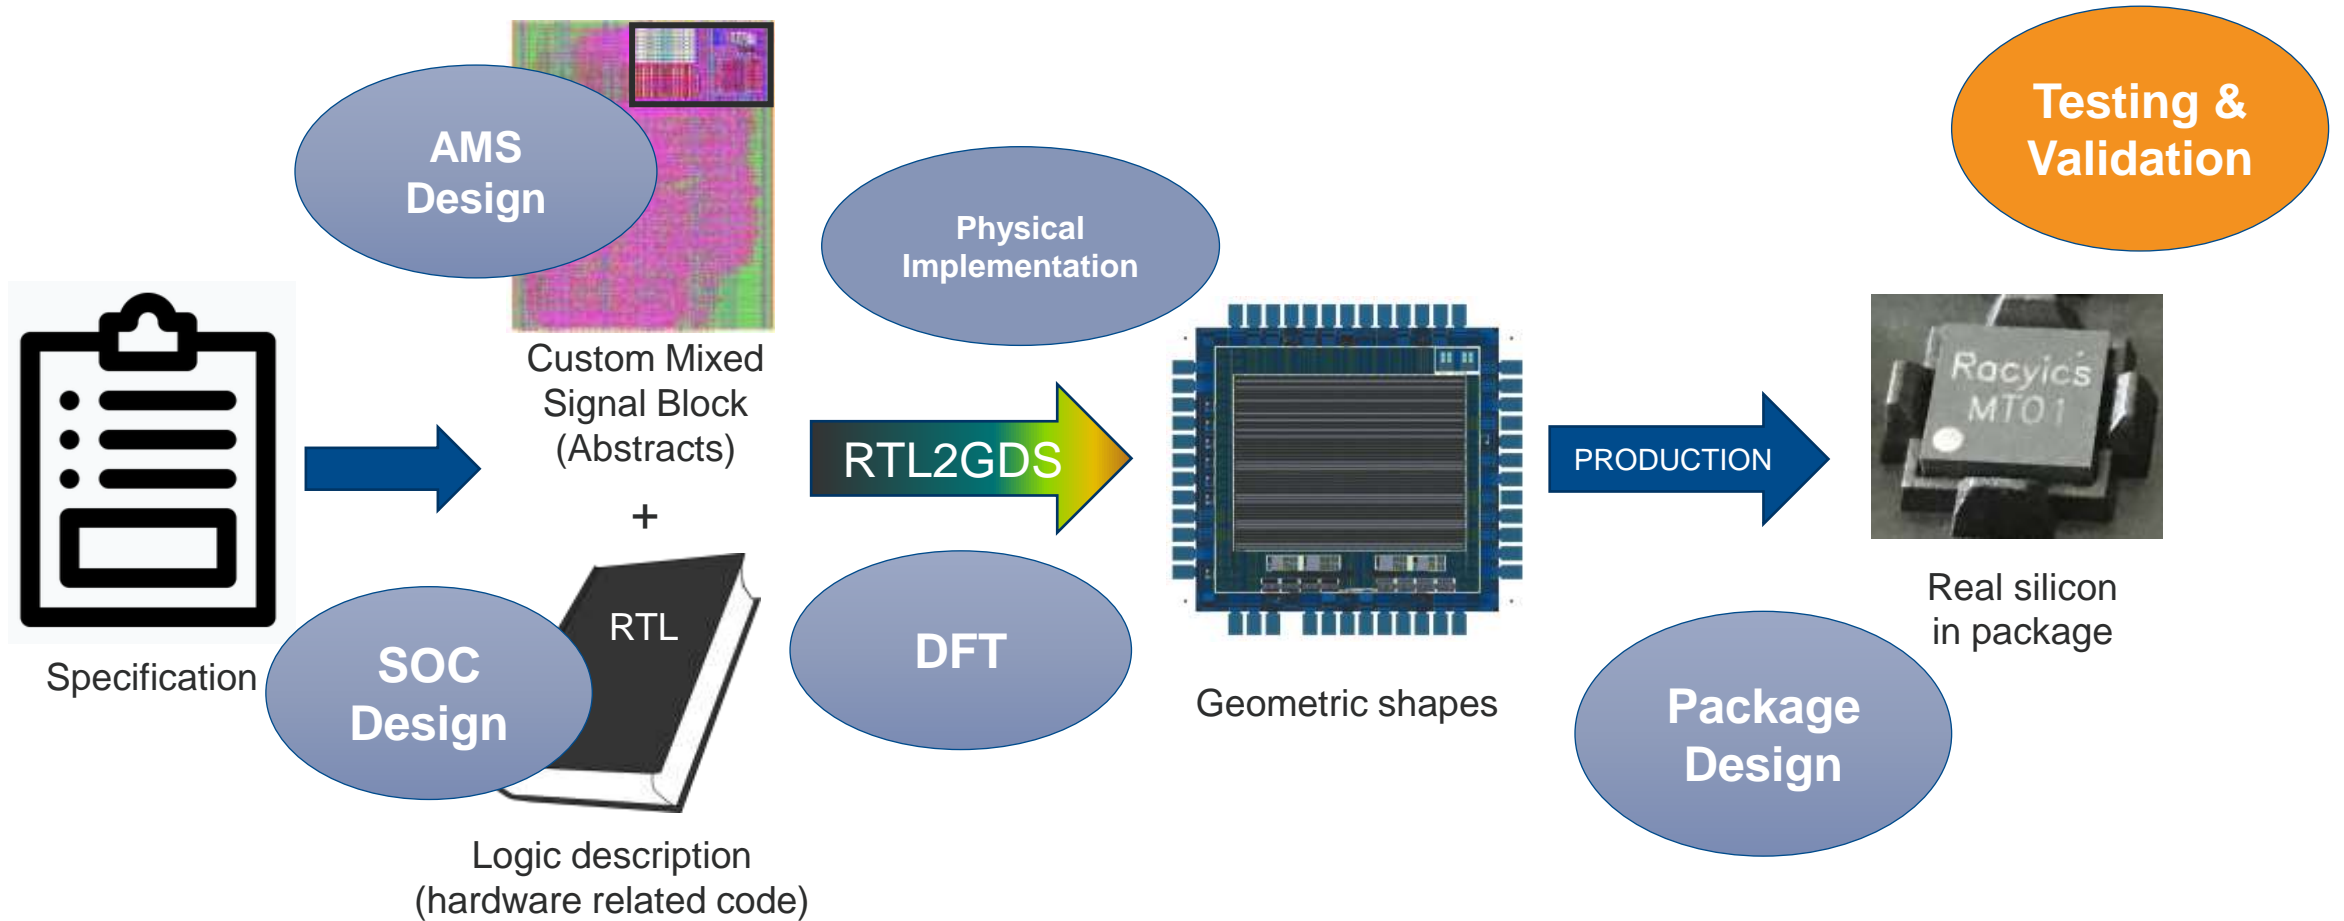 AMS
Design
Testing &
Validation
Physical
Implementation
Custom Mixed
Signal Block
(Abstracts)
+
RTL2GDS
PRODUCTION
Racyics
MT01
Specification
SOC
Design
RTL
DFT
Geometric shapes
Real silicon
in package
Package
Design
Logic description
(hardware related code)